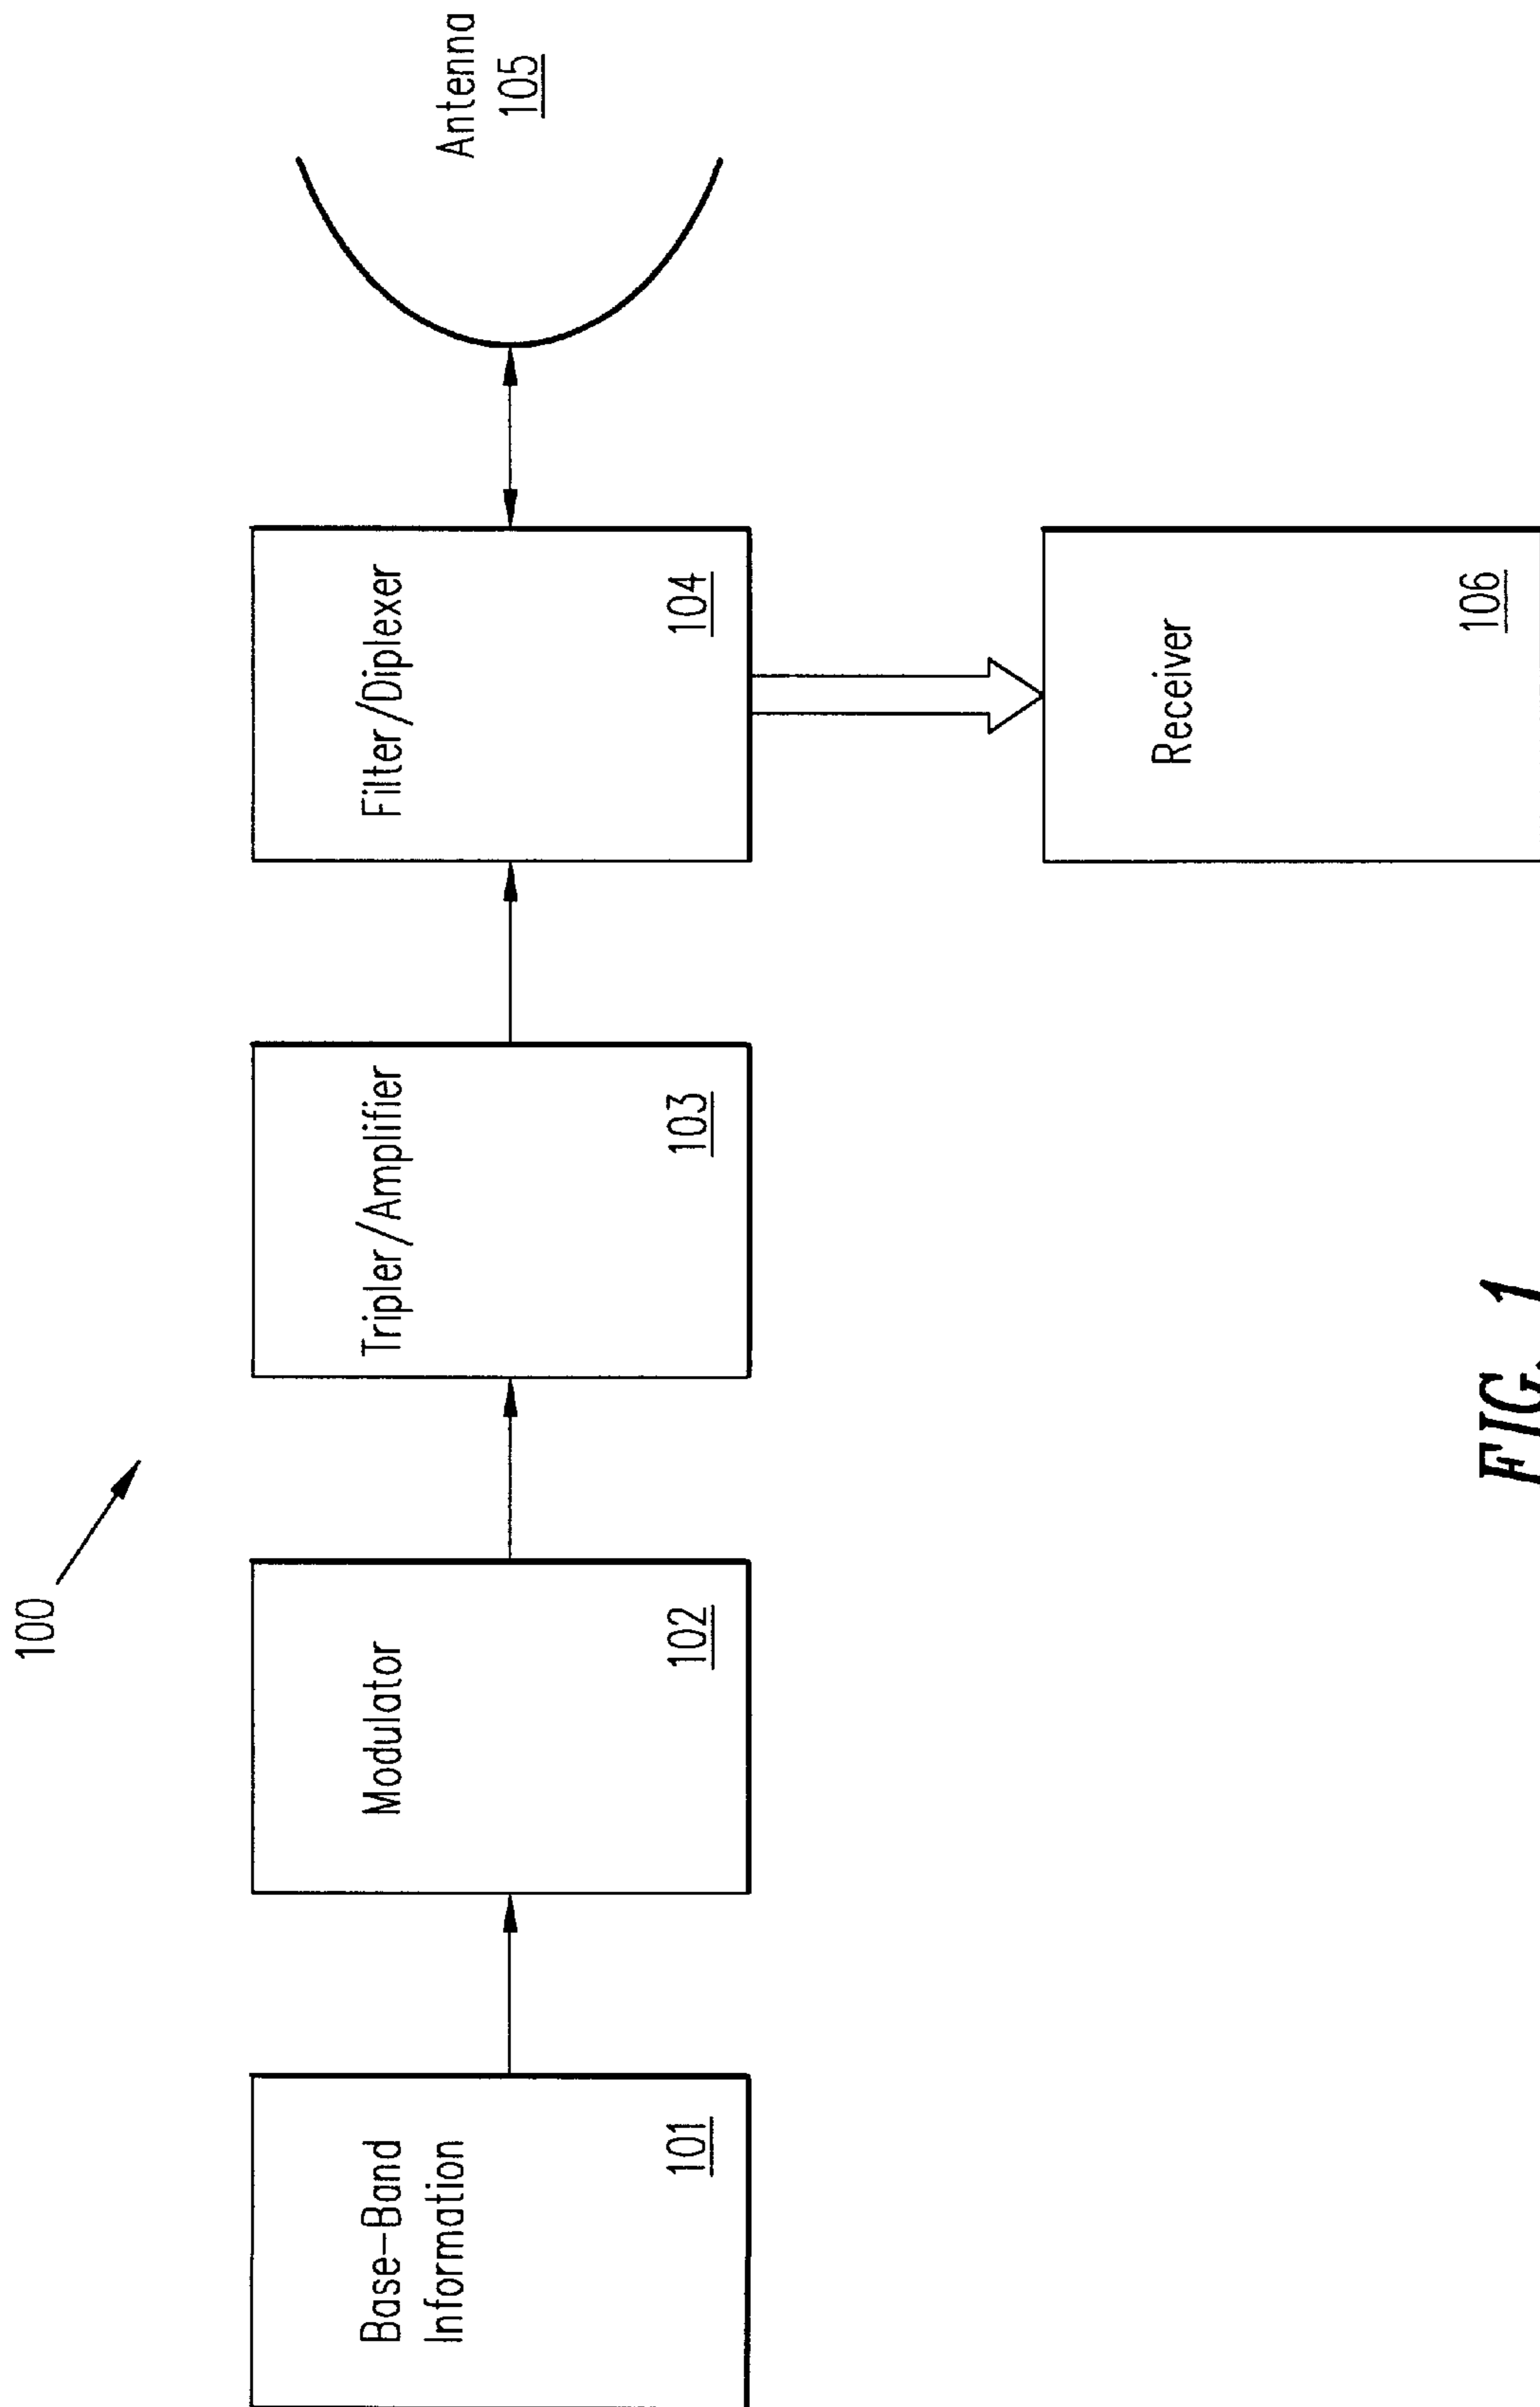 100
Base-Band
Information
101
Modulator
102
Tripler/Amplifier
103
Filter/Diplexer
104
Antenna
105
Receiver
106
FIG. 1